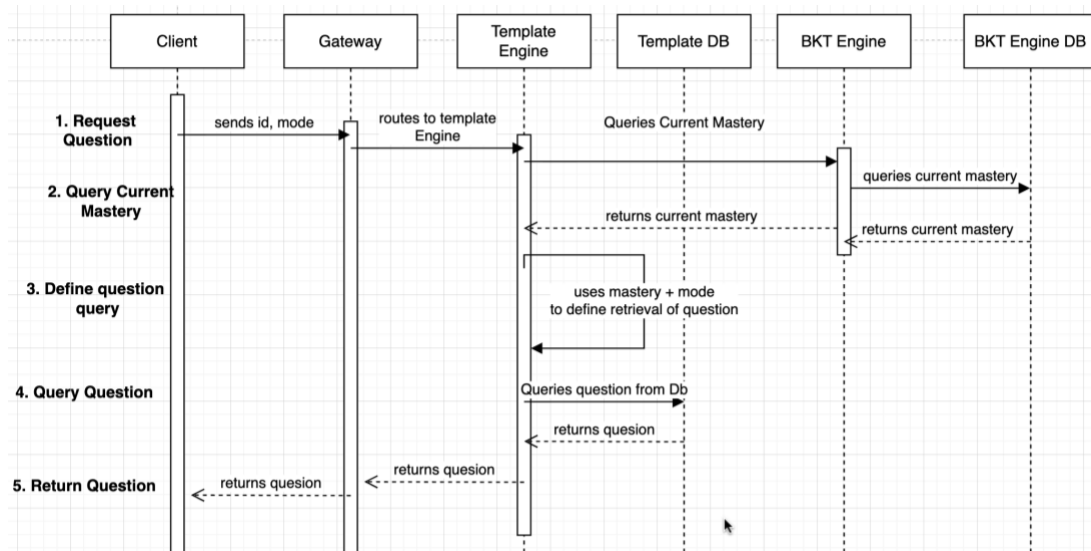 Client
Gateway
Template
Engine
Template DB
BKT Engine
BKT Engine DB
1. Request
Question
sends id, mode
routes to template
Engine
Queries Current Mastery
2. Query Current
Mastery
queries current mastery
returns current mastery
returns current mastery
3. Define question
query
uses mastery + mode
to define retrieval of question
4. Query Question
Queries question from Db
returns quesion
5. Return Question
returns quesion
returns quesion